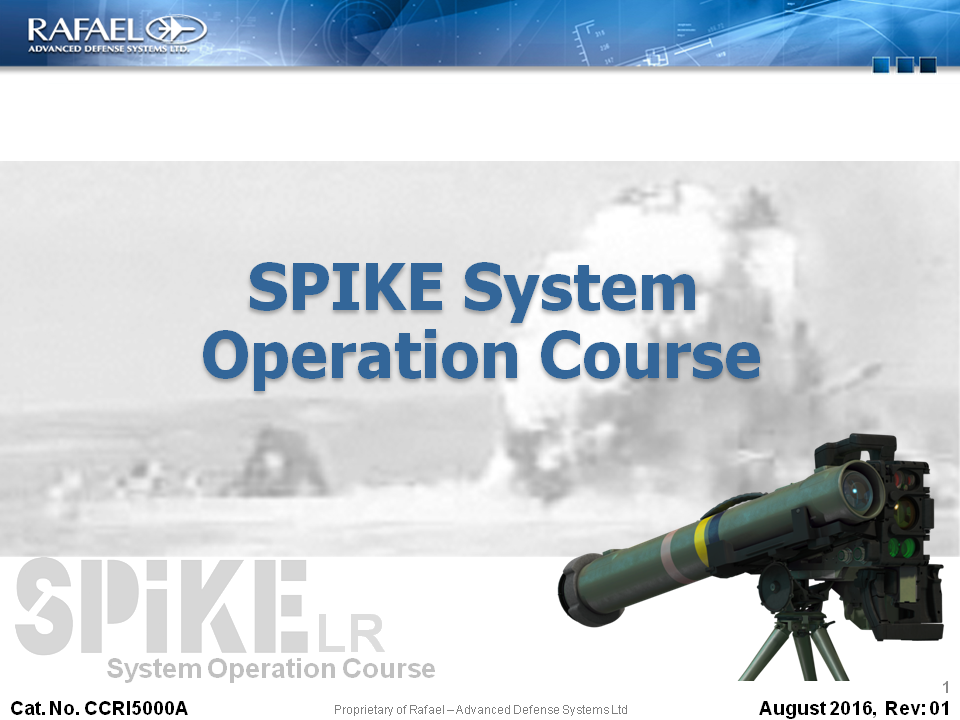 RAFAEL
ADVANCED DEFENSE SYSTEMS LTD.
SPIKE System
Operation Course
SPiKE LR
System Operation Course
1
Cat. No. CCRI5000A
Proprietary of Rafael – Advanced Defense Systems Ltd
August 2016, Rev: 01